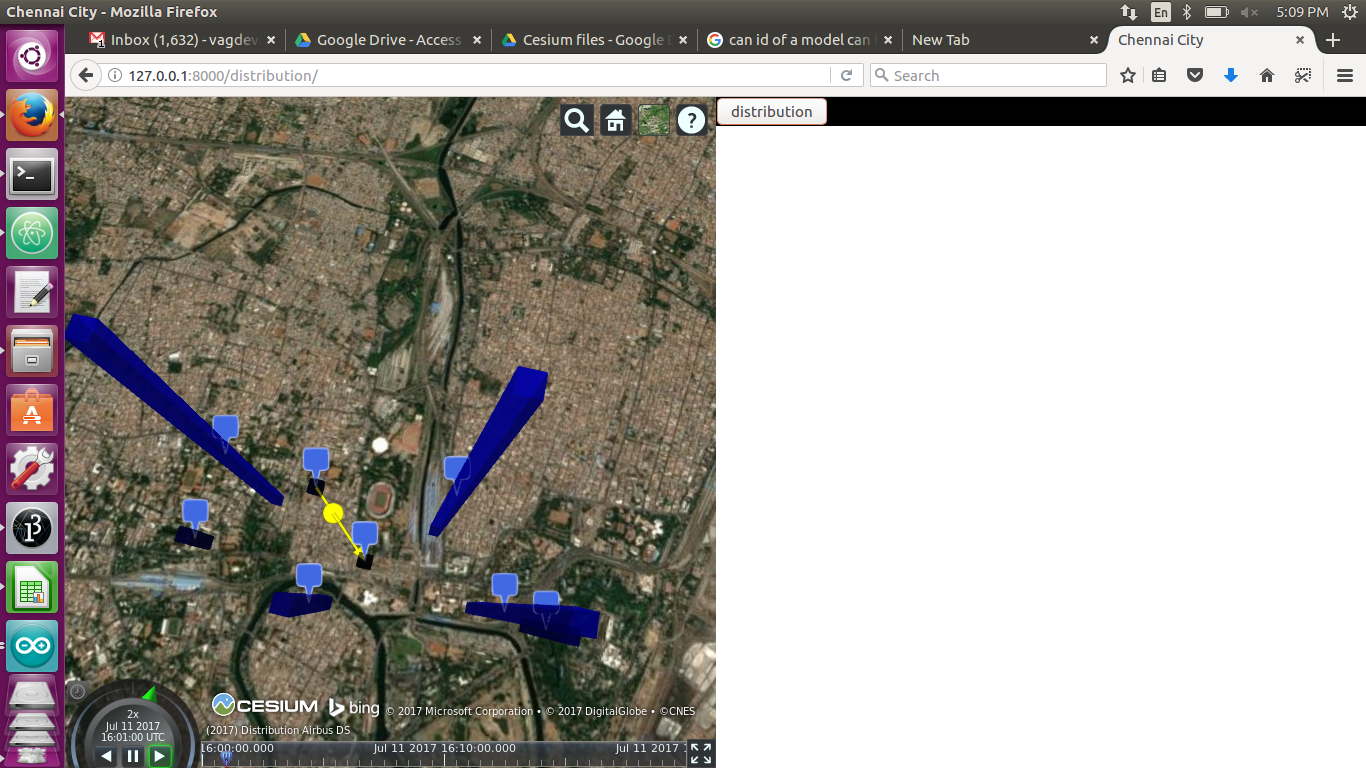 Chennai City - Mozilla Firefox
En
5:09 PM
Inbox (1,632) - vagdev
Google Drive - Access
Cesium files - Google D
can id of a model can b
New Tab
Chennai City
127.0.0.1:8000/distribution/
Search
distribution
?
CESIUM
bing
© 2017 Microsoft Corporation • © 2017 DigitalGlobe • ©CNES
(2017) Distribution Airbus DS
2x
Jul 11 2017
16:01:00 UTC
16:00:00.000
Jul 11 2017 16:10:00.000
Jul 11 2017 1